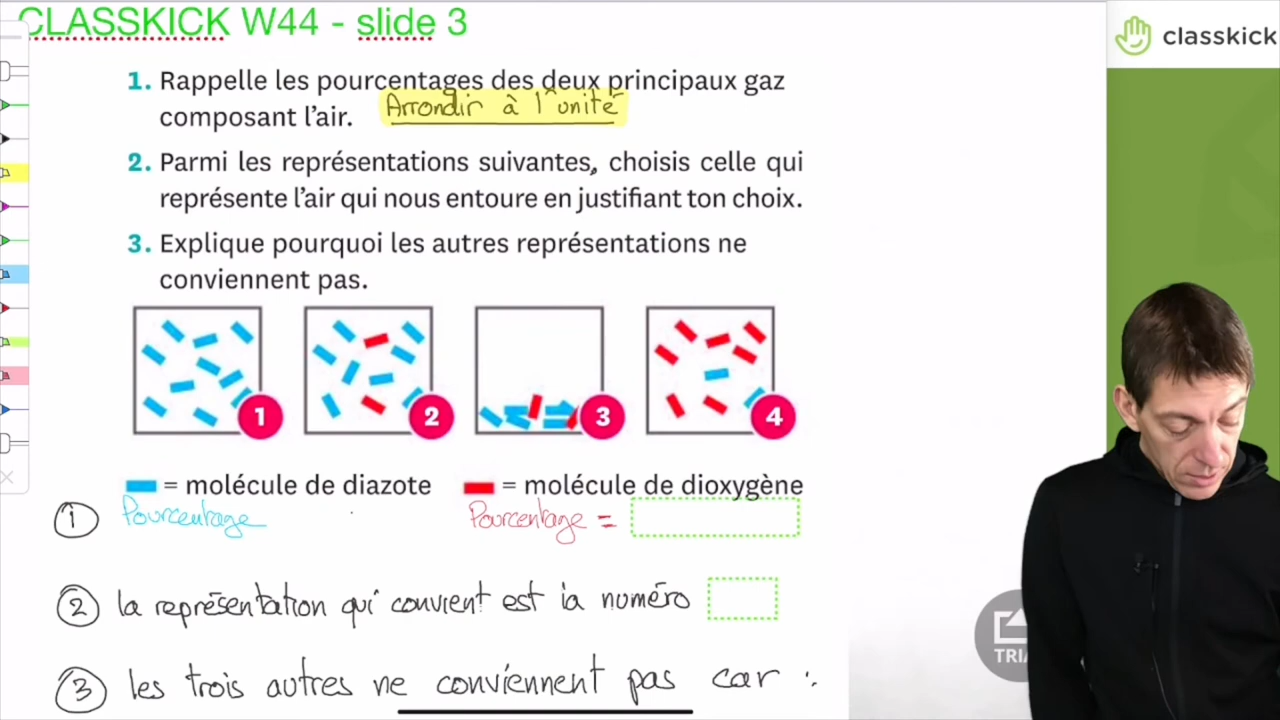 CLASSKICK W44 - slide 3
classkick
1. Rappelle les pourcentages des deux principaux gaz
composant l'air. Arrondir à l'unité
2. Parmi les représentations suivantes, choisis celle qui
représente l'air qui nous entoure en justifiant ton choix.
3. Explique pourquoi les autres représentations ne
conviennent pas.
1 2 3 4
= molécule de diazote = molécule de dioxygène
1 Pourcentage Pourcentage =
2 la représentation qui convient est la numéro
3 les trois autres ne conviennent pas car :